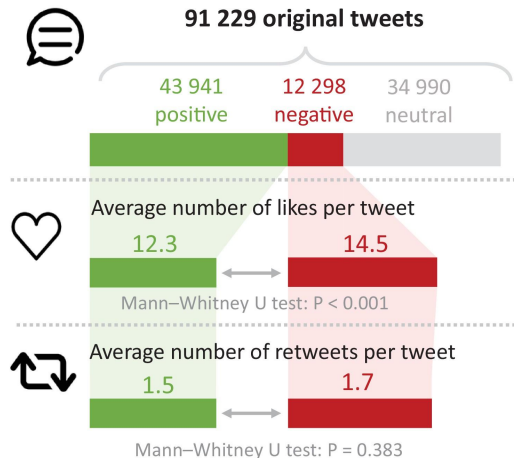 91 229 original tweets
43 941 12 298 34 990
positive negative neutral
Average number of likes per tweet
12.3 14.5
Mann–Whitney U test: P < 0.001
Average number of retweets per tweet
1.5 1.7
Mann–Whitney U test: P = 0.383